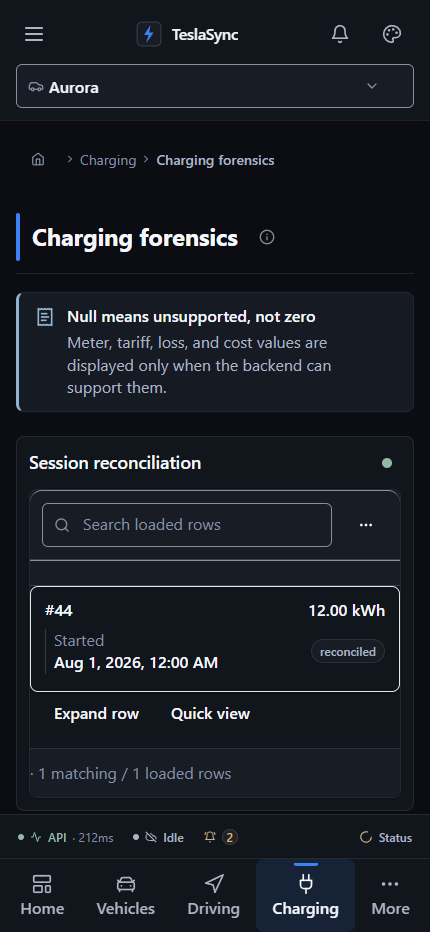 TeslaSync
Aurora
Charging
Charging forensics
Charging forensics
Null means unsupported, not zero
Meter, tariff, loss, and cost values are
displayed only when the backend can
support them.
Session reconciliation
Search loaded rows
#44
12.00 kWh
Started
Aug 1, 2026, 12:00 AM
reconciled
Expand row
Quick view
· 1 matching / 1 loaded rows
API · 212ms
Idle
2
Status
Home
Vehicles
Driving
Charging
More